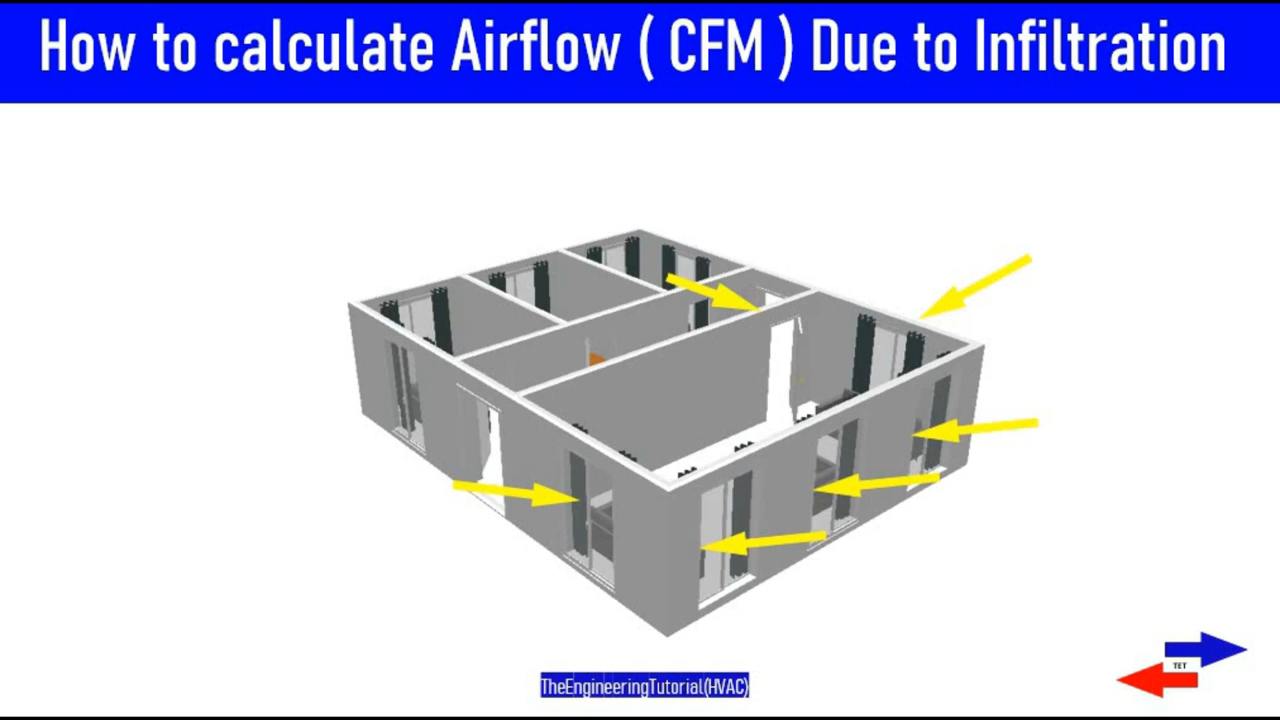 How to calculate Airflow ( CFM ) Due to Infiltration
TET
TheEngineeringTutorial(HVAC)